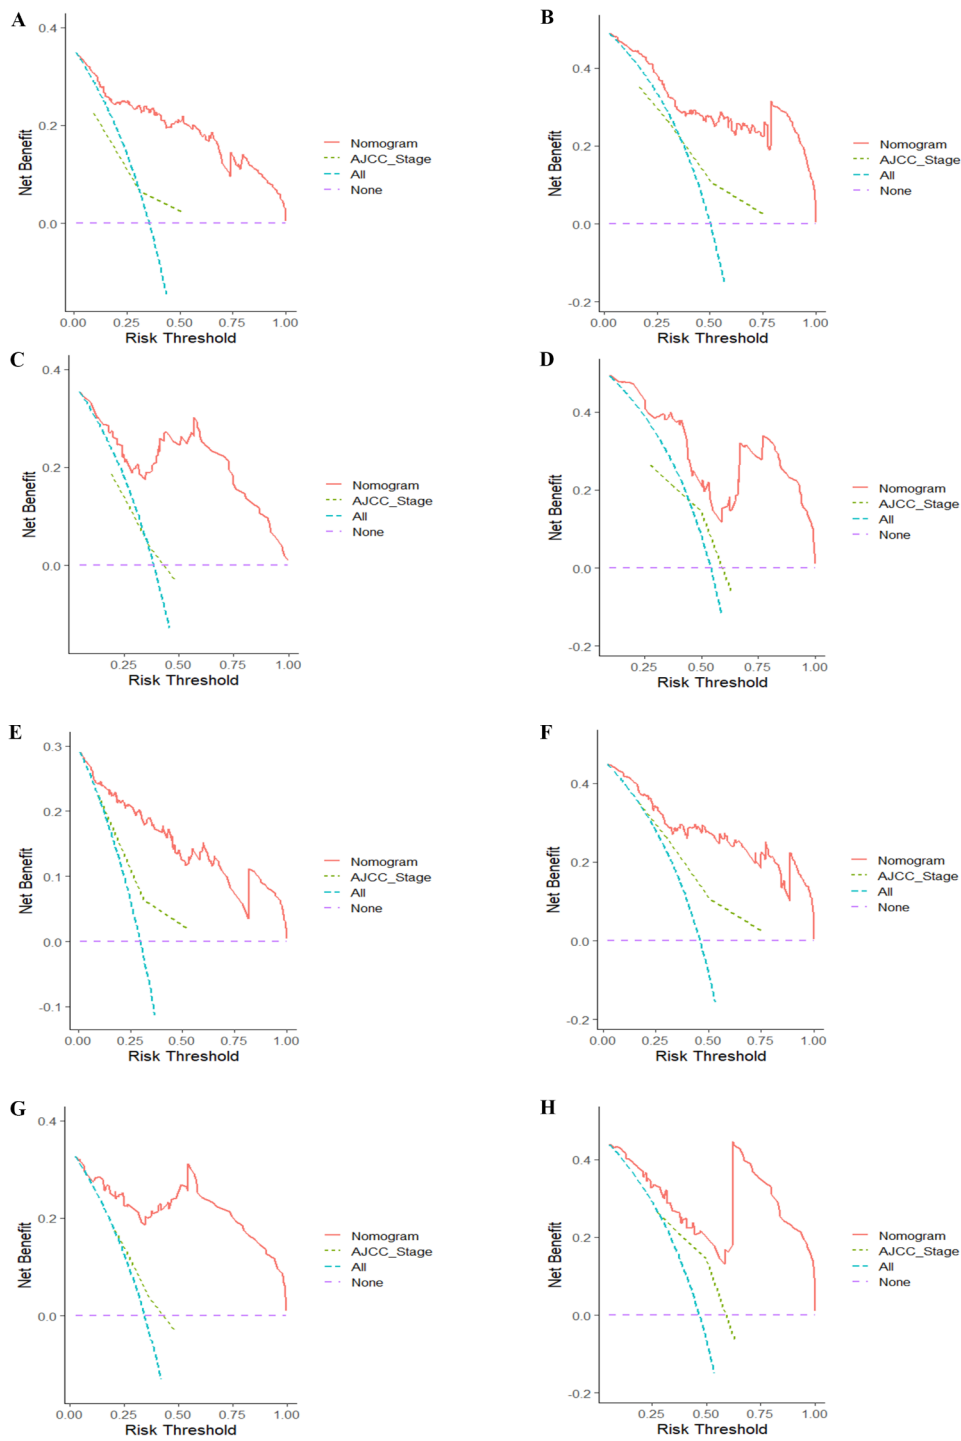 A
0.4
0.2
0.0
Net Benefit
0.00 0.25 0.50 0.75 1.00
Risk Threshold
Nomogram
AJCC_Stage
All
None
B
0.4
0.2
0.0
-0.2
Net Benefit
0.00 0.25 0.50 0.75 1.00
Risk Threshold
Nomogram
AJCC_Stage
All
None
C
0.4
0.2
0.0
Net Benefit
0.25 0.50 0.75 1.00
Risk Threshold
Nomogram
AJCC_Stage
All
None
D
0.4
0.2
0.0
-0.2
Net Benefit
0.25 0.50 0.75 1.00
Risk Threshold
Nomogram
AJCC_Stage
All
None
E
0.3
0.2
0.1
0.0
-0.1
Net Benefit
0.00 0.25 0.50 0.75 1.00
Risk Threshold
Nomogram
AJCC_Stage
All
None
F
0.4
0.2
0.0
-0.2
Net Benefit
0.00 0.25 0.50 0.75 1.00
Risk Threshold
Nomogram
AJCC_Stage
All
None
G
0.4
0.2
0.0
Net Benefit
0.00 0.25 0.50 0.75 1.00
Risk Threshold
Nomogram
AJCC_Stage
All
None
H
0.4
0.2
0.0
-0.2
Net Benefit
0.25 0.50 0.75 1.00
Risk Threshold
Nomogram
AJCC_Stage
All
None